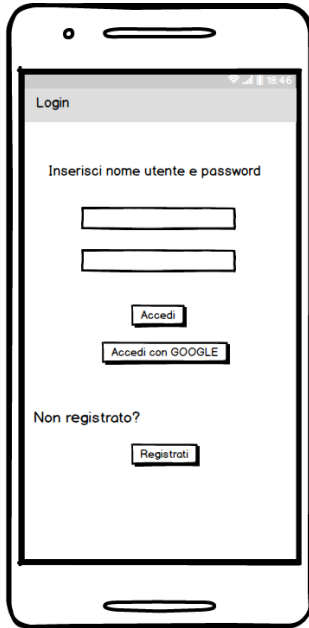 18:46
Login
Inserisci nome utente e password
Accedi
Accedi con GOOGLE
Non registrato?
Registrati